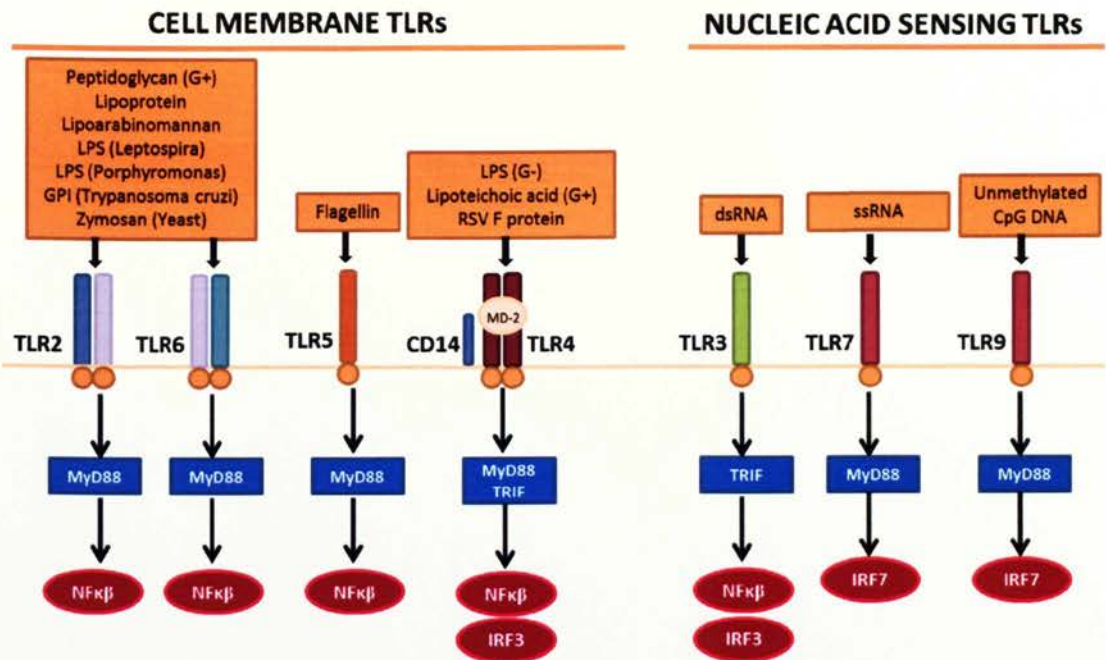 CELL MEMBRANE TLRs
NUCLEIC ACID SENSING TLRs
Peptidoglycan (G+)
Lipoprotein
Lipoarabinomannan
LPS (Leptospira)
LPS (Porphyromonas)
GPI (Trypanosoma cruzi)
Zymosan (Yeast)
Flagellin
LPS (G-)
Lipoteichoic acid (G+)
RSV F protein
dsRNA
ssRNA
Unmethylated
CpG DNA
TLR2
TLR6
TLR5
CD14
MD-2
TLR4
TLR3
TLR7
TLR9
MyD88
MyD88
MyD88
MyD88
TRIF
TRIF
MyD88
MyD88
NFκβ
NFκβ
NFκβ
NFκβ
IRF3
NFκβ
IRF3
IRF7
IRF7